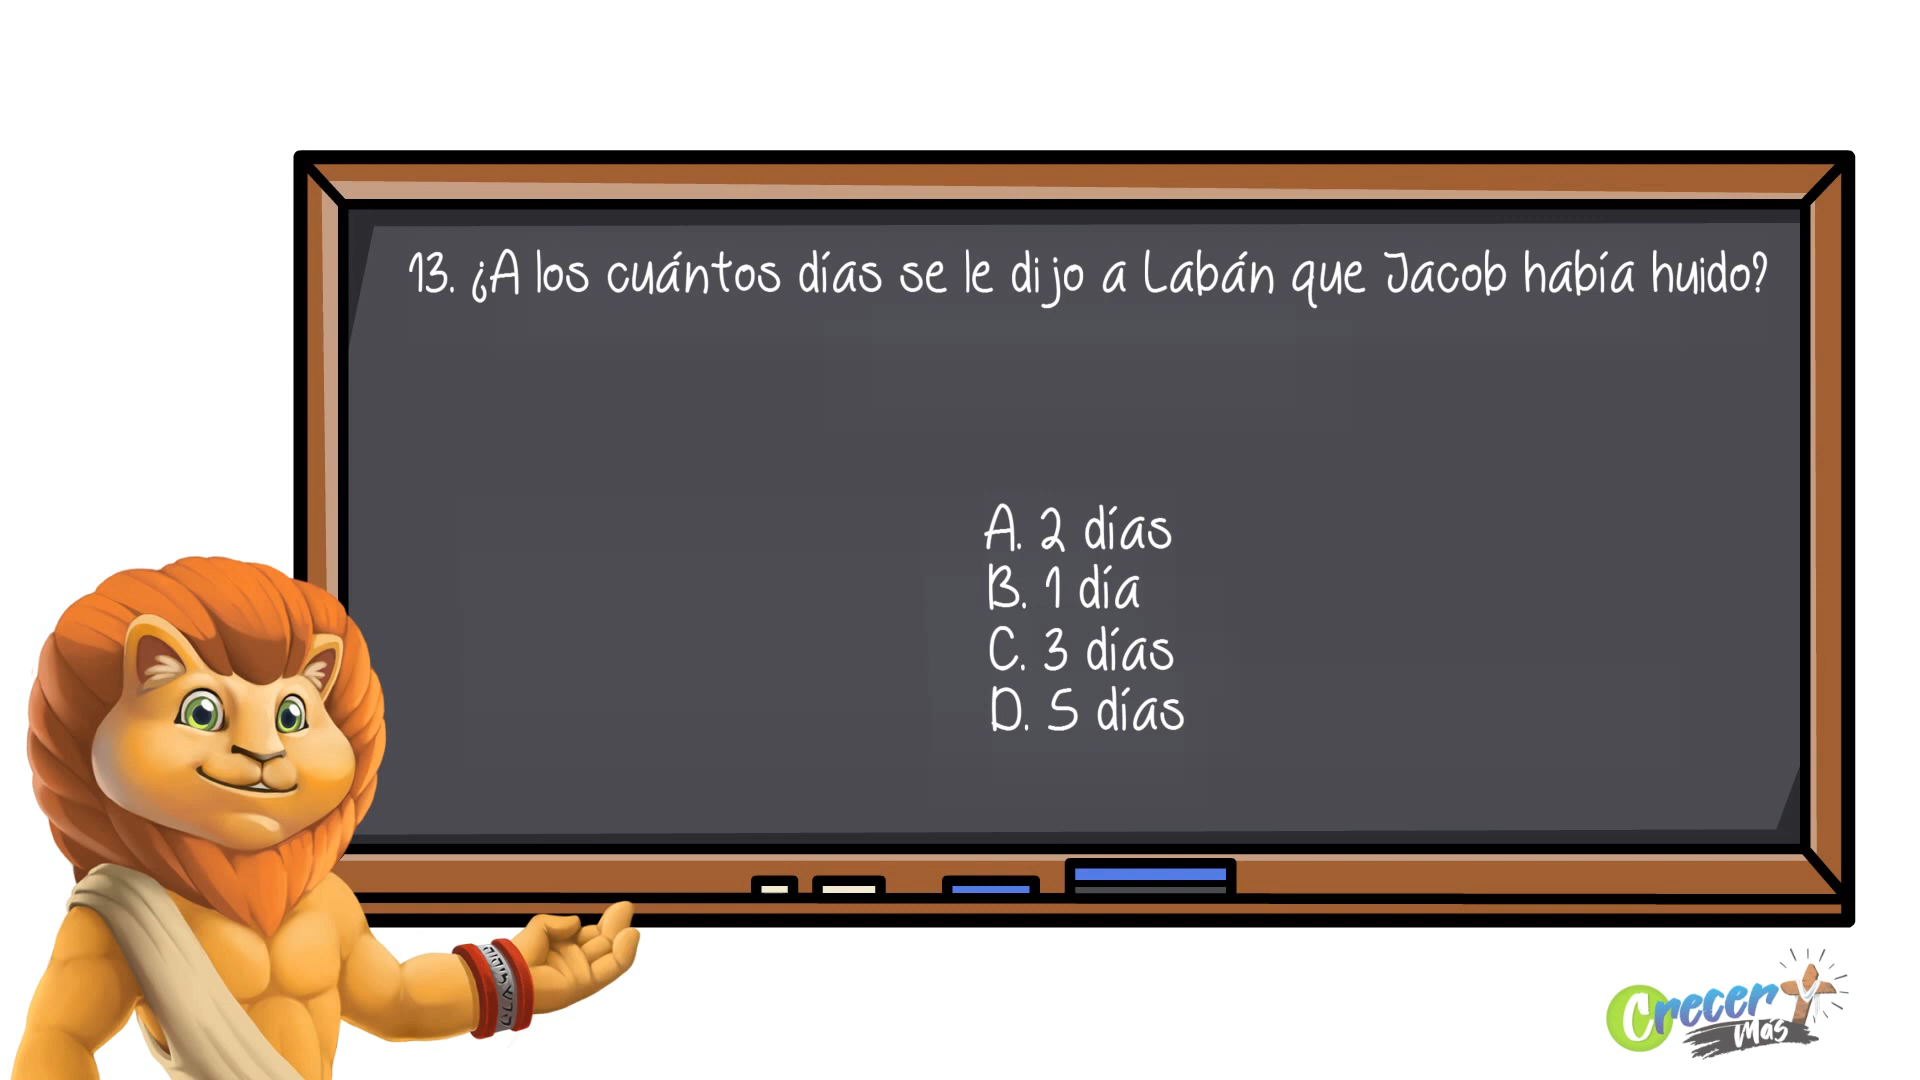 13. ¿A los cuántos días se le dijo a Labán que Jacob había huido?
A. 2 días
B. 1 día
C. 3 días
D. 5 días
Crecer y
Más